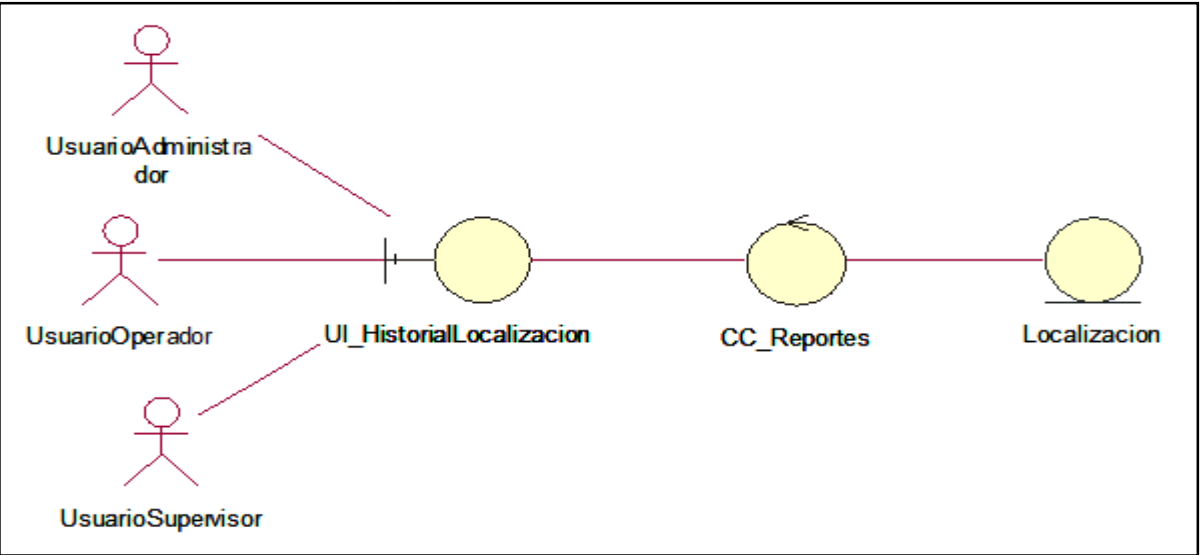 UsuarioAdministra
dor
UsuarioOperador
UI_HistorialLocalizacion
CC_Reportes
Localizacion
UsuarioSupervisor